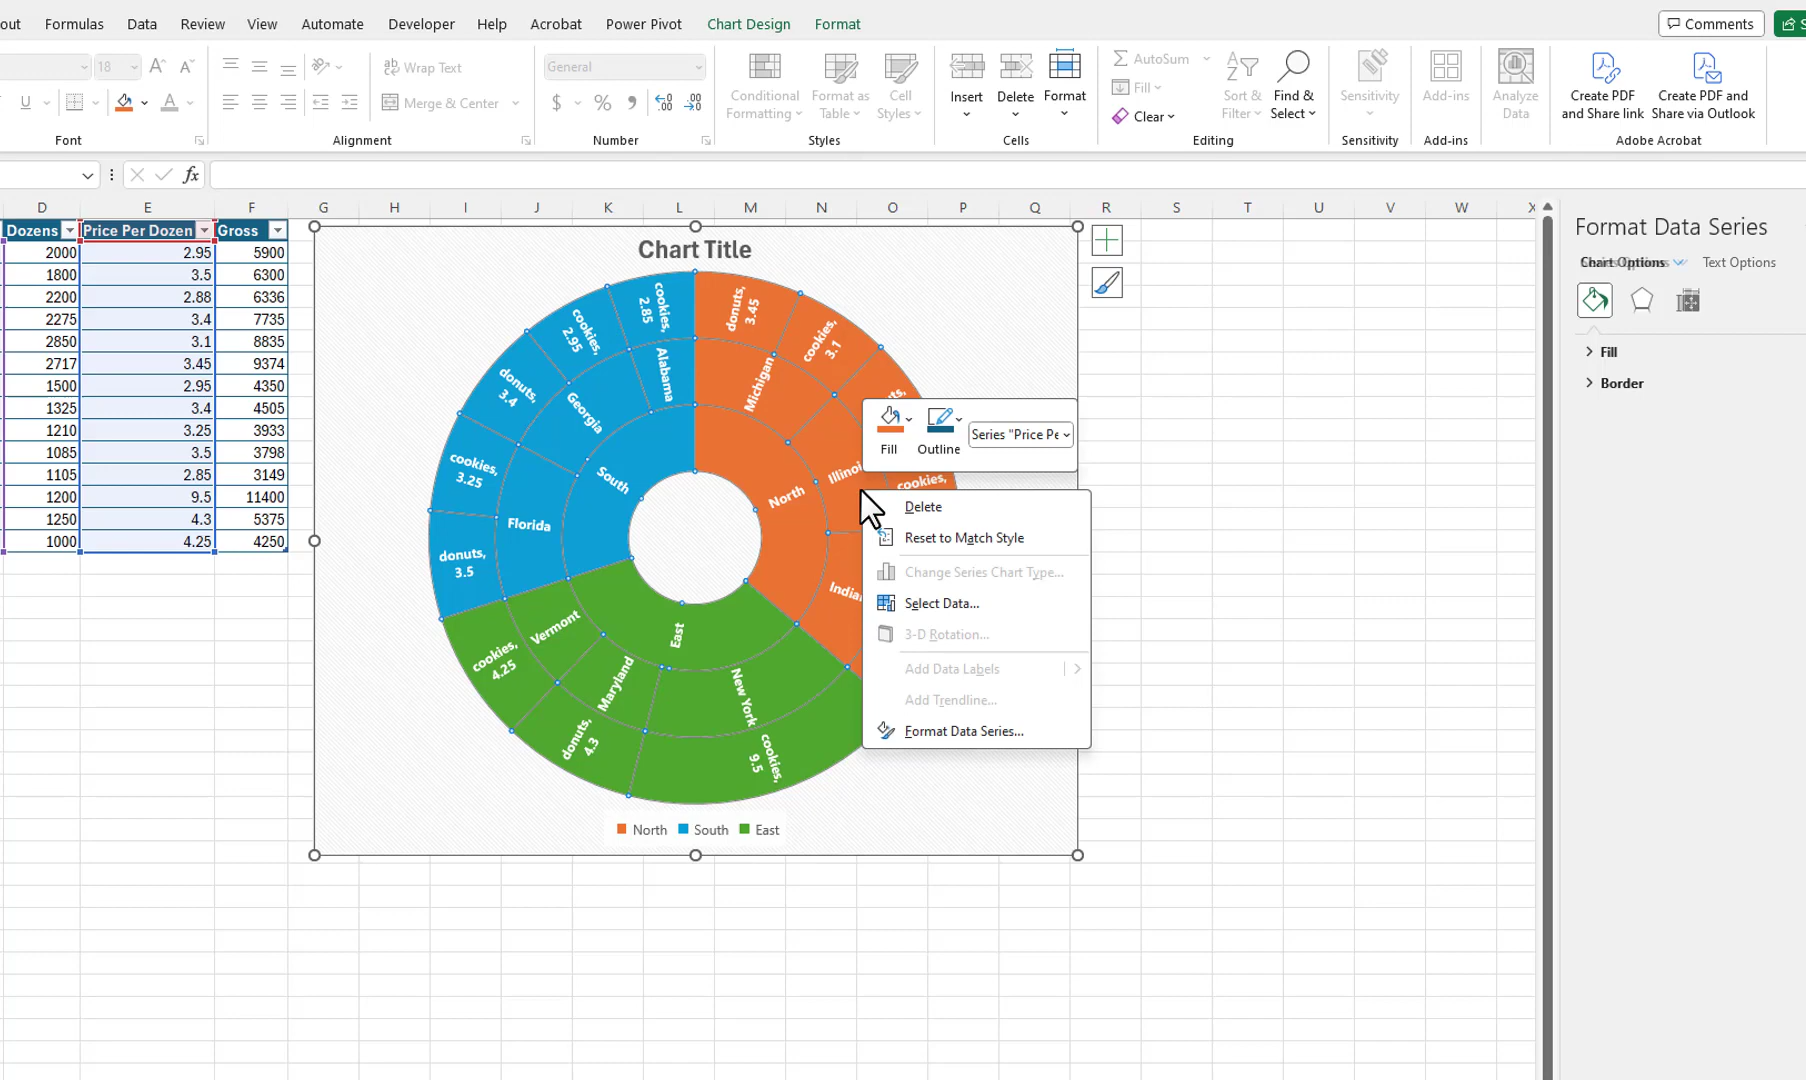 out Formulas Data Review View Automate Developer Help Acrobat Power Pivot Chart Design Format
Comments
18 A A
Wrap Text
General
AutoSum
Fill
Clear
U
A
Merge & Center
$ % 9 .00 .00
Conditional Formatting
Format as Table
Cell Styles
Insert Delete Format
Sort & Filter
Find & Select
Sensitivity
Add-ins
Analyze Data
Create PDF and Share link
Create PDF and Share via Outlook
Font Alignment Number Styles Cells Editing Sensitivity Add-ins Adobe Acrobat
fx
D E F G H I J K L M N O P Q R S T U V W X
Dozens Price Per Dozen Gross
2000 2.95 5900
1800 3.5 6300
2200 2.88 6336
2275 3.4 7735
2850 3.1 8835
2717 3.45 9374
1500 2.95 4350
1325 3.4 4505
1210 3.25 3933
1085 3.5 3798
1105 2.85 3149
1200 9.5 11400
1250 4.3 5375
1000 4.25 4250
Chart Title
donuts, 3.45
cookies, 3.1
cookies, 2.85
cookies, 2.95
donuts, 3.4
cookies, 3.25
donuts, 3.5
cookies, 4.25
donuts, 4.3
cookies, 9.5
cookies,
Michigan
Illinoi
India
Alabama
Georgia
Florida
Vermont
Maryland
New York
North
South
East
North South East
Fill
Outline
Series "Price Pe
Delete
Reset to Match Style
Change Series Chart Type...
Select Data...
3-D Rotation...
Add Data Labels
Add Trendline...
Format Data Series...
Format Data Series
Chart Options Text Options
Fill
Border